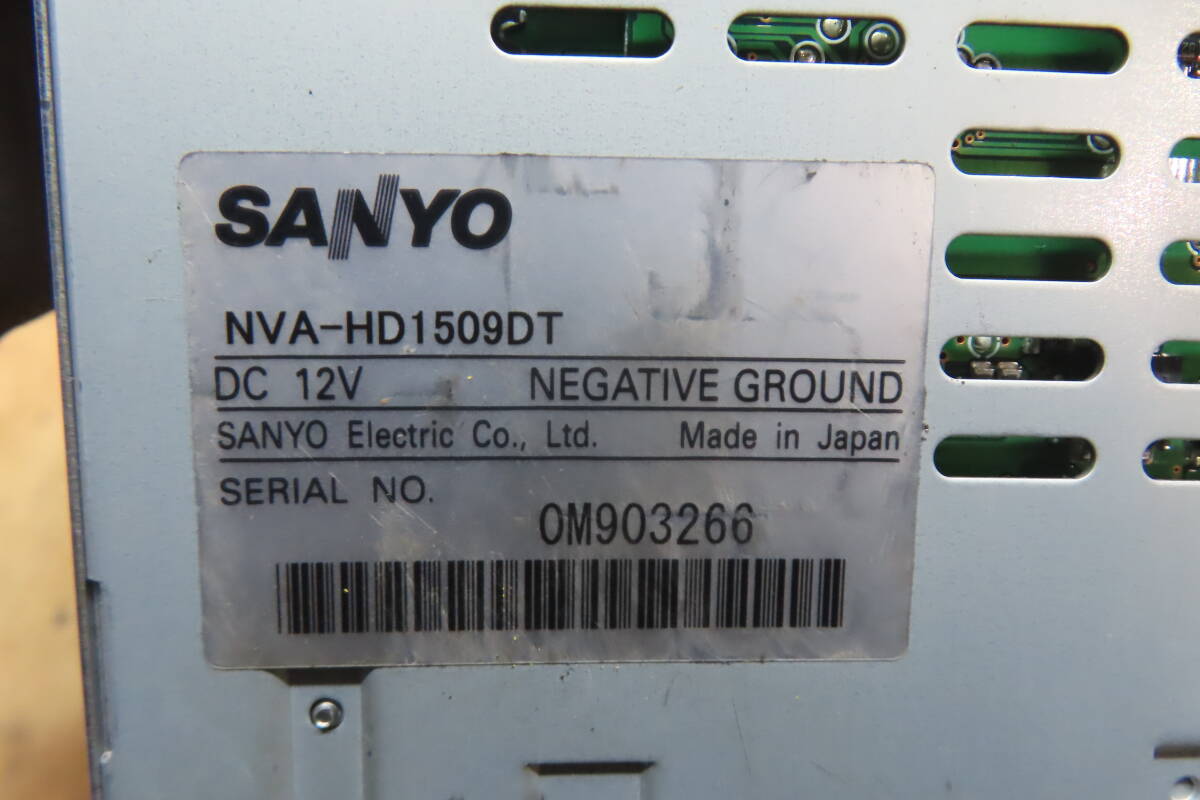 SANYO
NVA-HD1509DT
DC 12V NEGATIVE GROUND
SANYO Electric Co., Ltd. Made in Japan
SERIAL NO.
0M903266